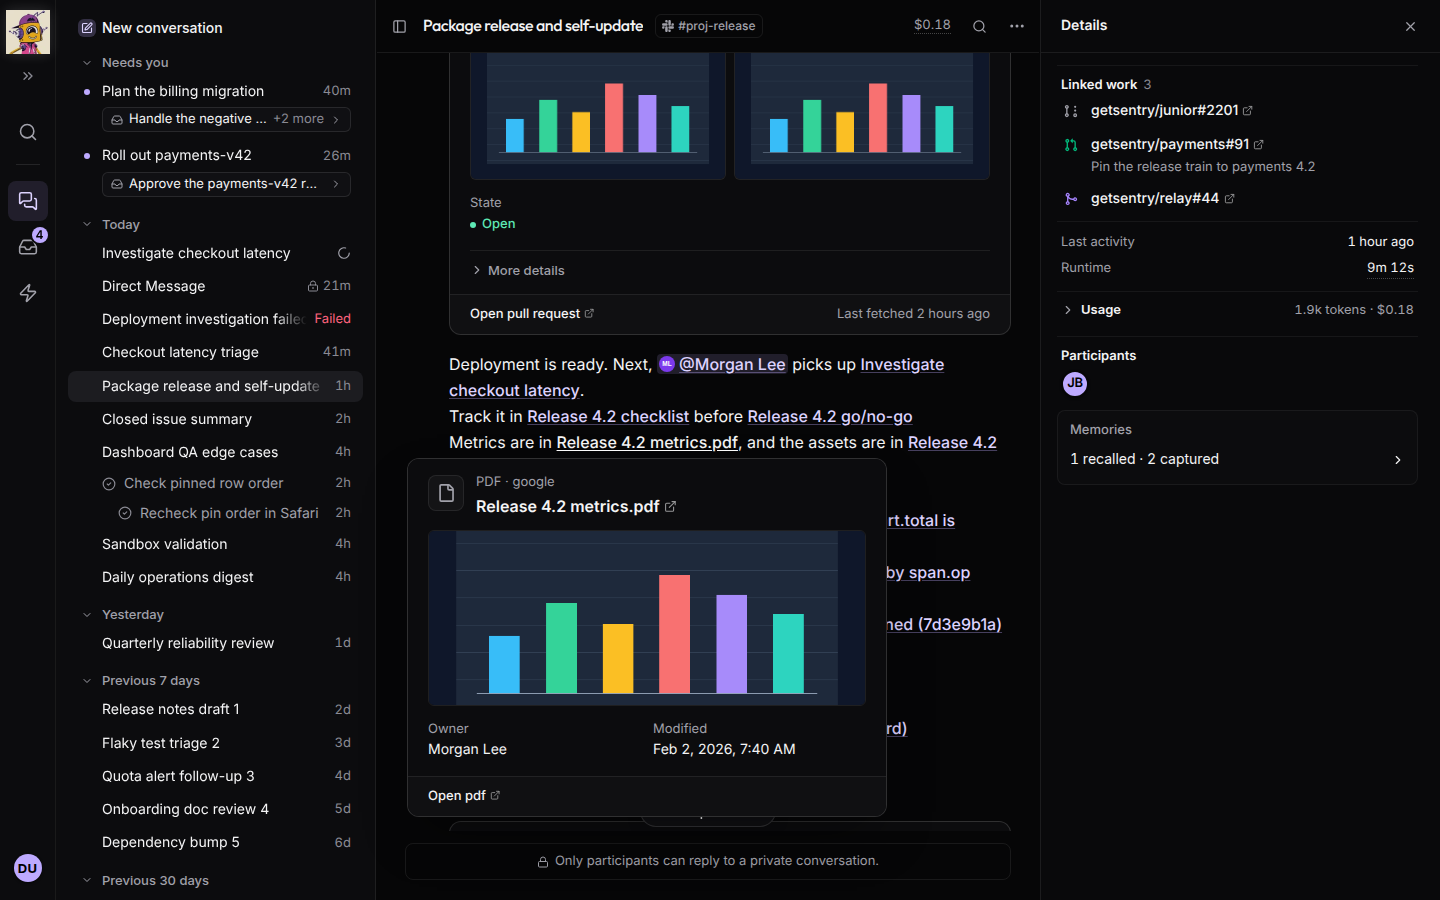 New conversation
Needs you
Plan the billing migration 40m
Handle the negative ... +2 more
Roll out payments-v42 26m
Approve the payments-v42 r...
Today
Investigate checkout latency
Direct Message 21m
Deployment investigation failed Failed
Checkout latency triage 41m
Package release and self-update 1h
Closed issue summary 2h
Dashboard QA edge cases 4h
Check pinned row order 2h
Recheck pin order in Safari 2h
Sandbox validation 4h
Daily operations digest 4h
Yesterday
Quarterly reliability review 1d
Previous 7 days
Release notes draft 1 2d
Flaky test triage 2 3d
Quota alert follow-up 3 4d
Onboarding doc review 4 5d
Dependency bump 5 6d
Previous 30 days
4
DU
Package release and self-update #proj-release $0.18
State
Open
More details
Open pull request Last fetched 2 hours ago
Deployment is ready. Next, ML @Morgan Lee picks up Investigate
checkout latency.
Track it in Release 4.2 checklist before Release 4.2 go/no-go
Metrics are in Release 4.2 metrics.pdf, and the assets are in Release 4.2
PDF · google
Release 4.2 metrics.pdf
Owner Modified
Morgan Lee Feb 2, 2026, 7:40 AM
Open pdf
rt.total is
by span.op
ned (7d3e9b1a)
rd)
Only participants can reply to a private conversation.
Details
Linked work 3
getsentry/junior#2201
getsentry/payments#91
Pin the release train to payments 4.2
getsentry/relay#44
Last activity 1 hour ago
Runtime 9m 12s
Usage 1.9k tokens · $0.18
Participants
JB
Memories
1 recalled · 2 captured